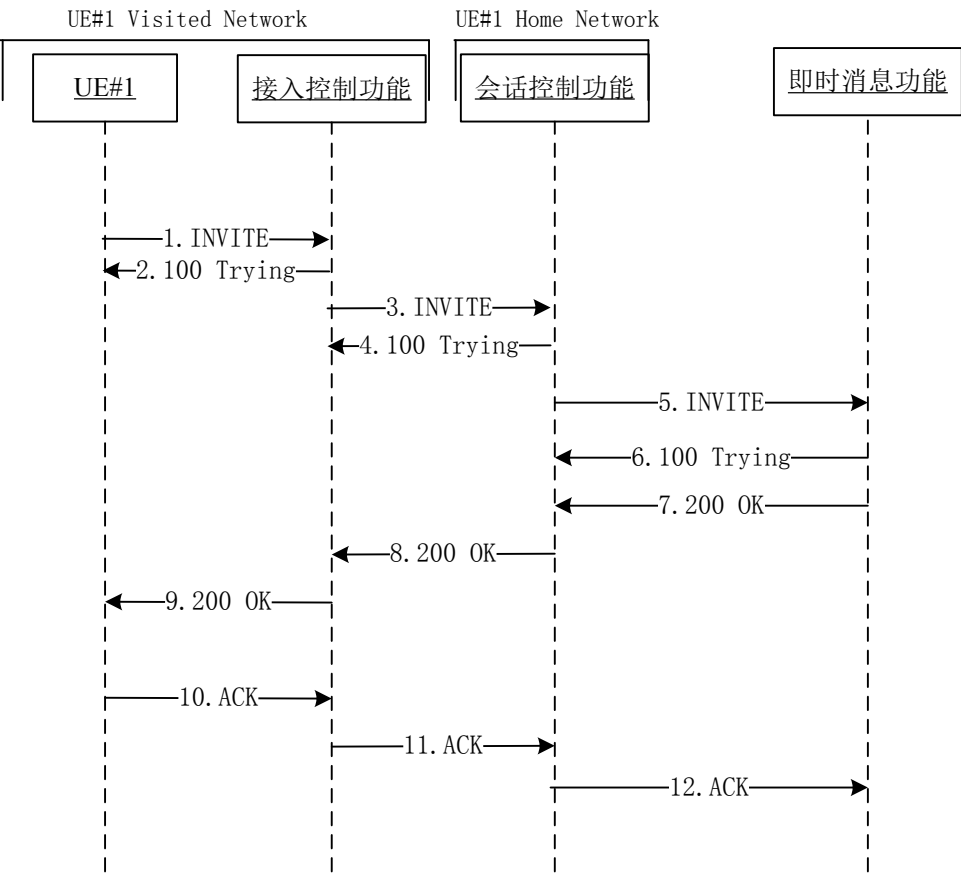 UE#1 Visited Network
UE#1 Home Network
UE#1
接入控制功能
会话控制功能
即时消息功能
1.INVITE
2.100 Trying
3.INVITE
4.100 Trying
5.INVITE
6.100 Trying
7.200 OK
8.200 OK
9.200 OK
10.ACK
11.ACK
12.ACK